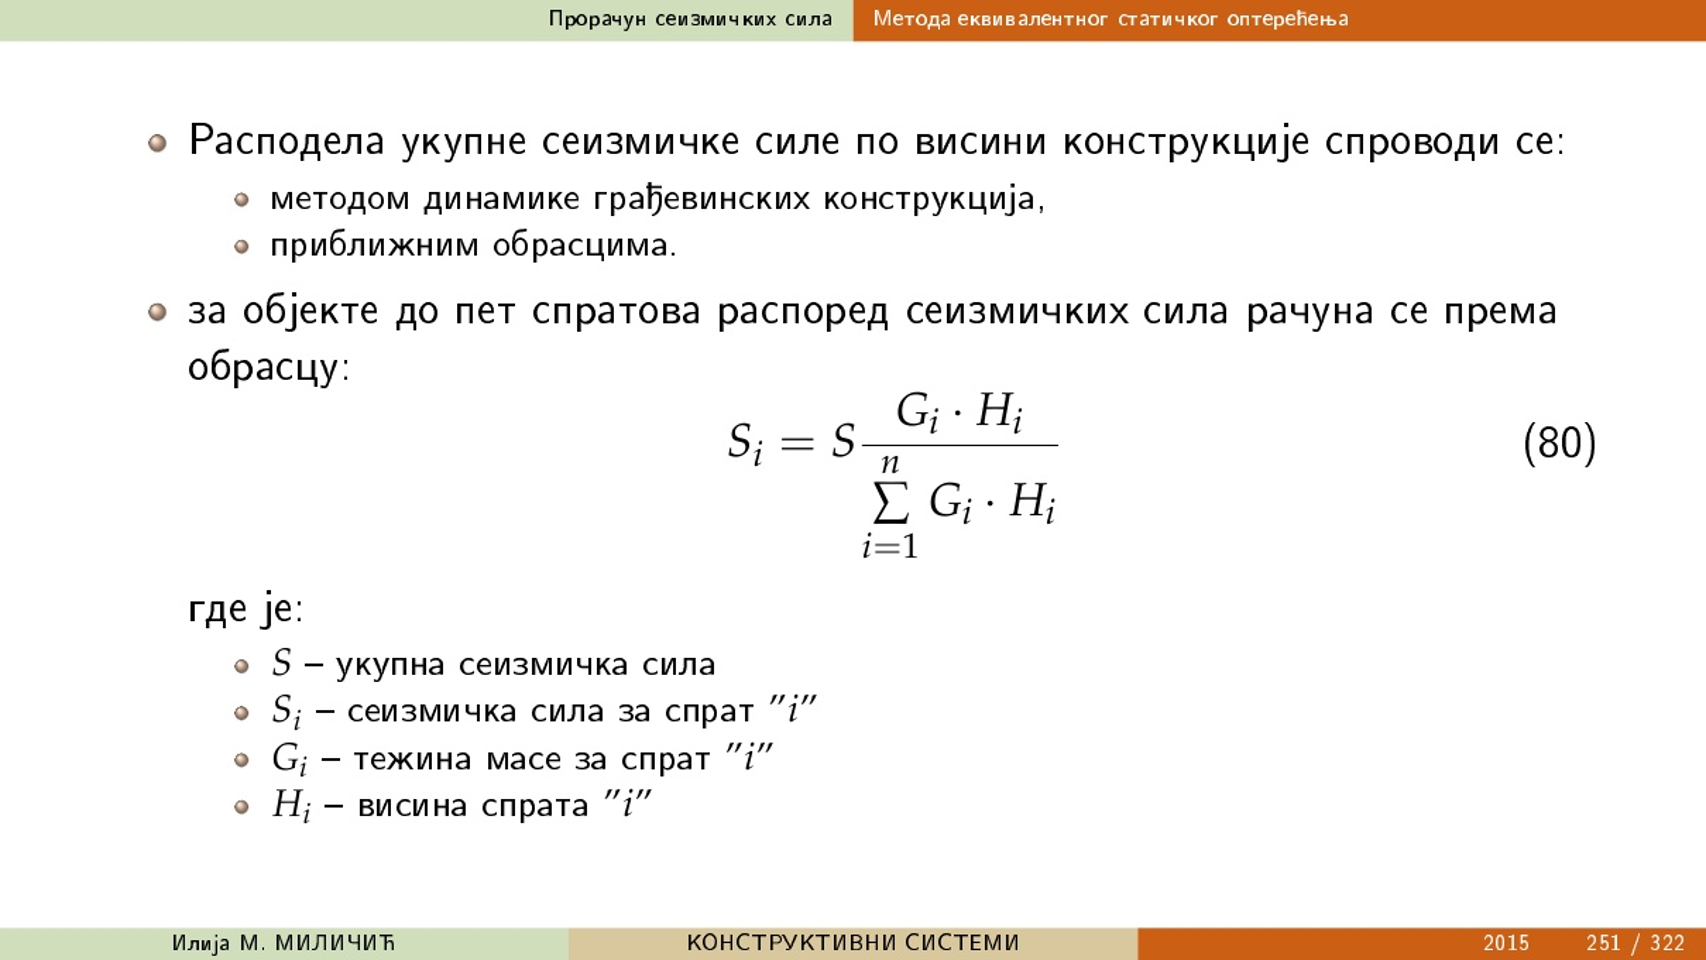 Прорачун сеизмичких сила Метода еквивалентног статичког оптерећења
Расподела укупне сеизмичке силе по висини конструкције спроводи се:
методом динамике грађевинских конструкција,
приближним обрасцима.
за објекте до пет спратова распоред сеизмичких сила рачуна се према
обрасцу:
S_i = S \frac{G_i · H_i}{\sum_{i=1}^{n} G_i · H_i} (80)
где је:
S – укупна сеизмичка сила
S_i – сеизмичка сила за спрат "i"
G_i – тежина масе за спрат "i"
H_i – висина спрата "i"
Илија М. МИЛИЧИЋ КОНСТРУКТИВНИ СИСТЕМИ 2015 251 / 322